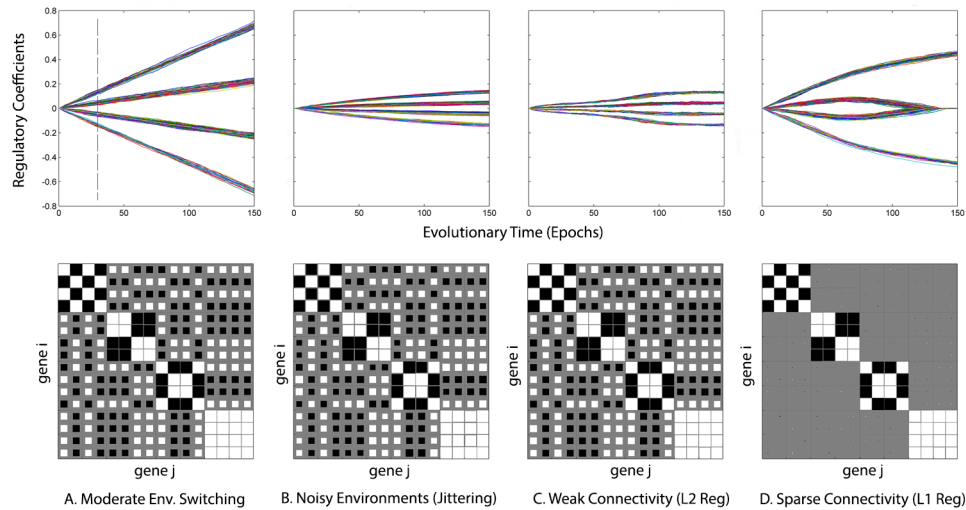 Regulatory Coefficients
0.8
0.6
0.4
0.2
0
-0.2
-0.4
-0.6
-0.8
0 50 100 150
0 50 100 150
0 50 100 150
0 50 100 150
Evolutionary Time (Epochs)
gene i
gene i
gene i
gene i
gene j
gene j
gene j
gene j
A. Moderate Env. Switching
B. Noisy Environments (Jittering)
C. Weak Connectivity (L2 Reg)
D. Sparse Connectivity (L1 Reg)